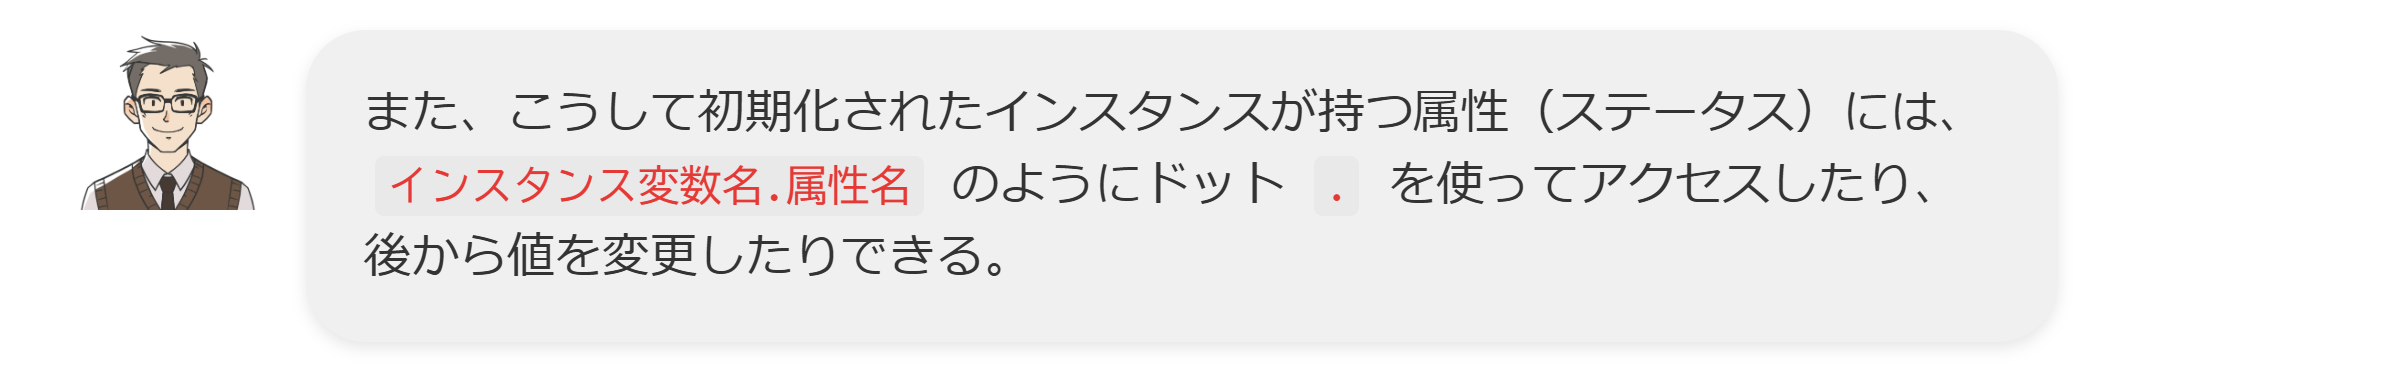 また、こうして初期化されたインスタンスが持つ属性（ステータス）には、
インスタンス変数名.属性名 のようにドット . を使ってアクセスしたり、
後から値を変更したりできる。